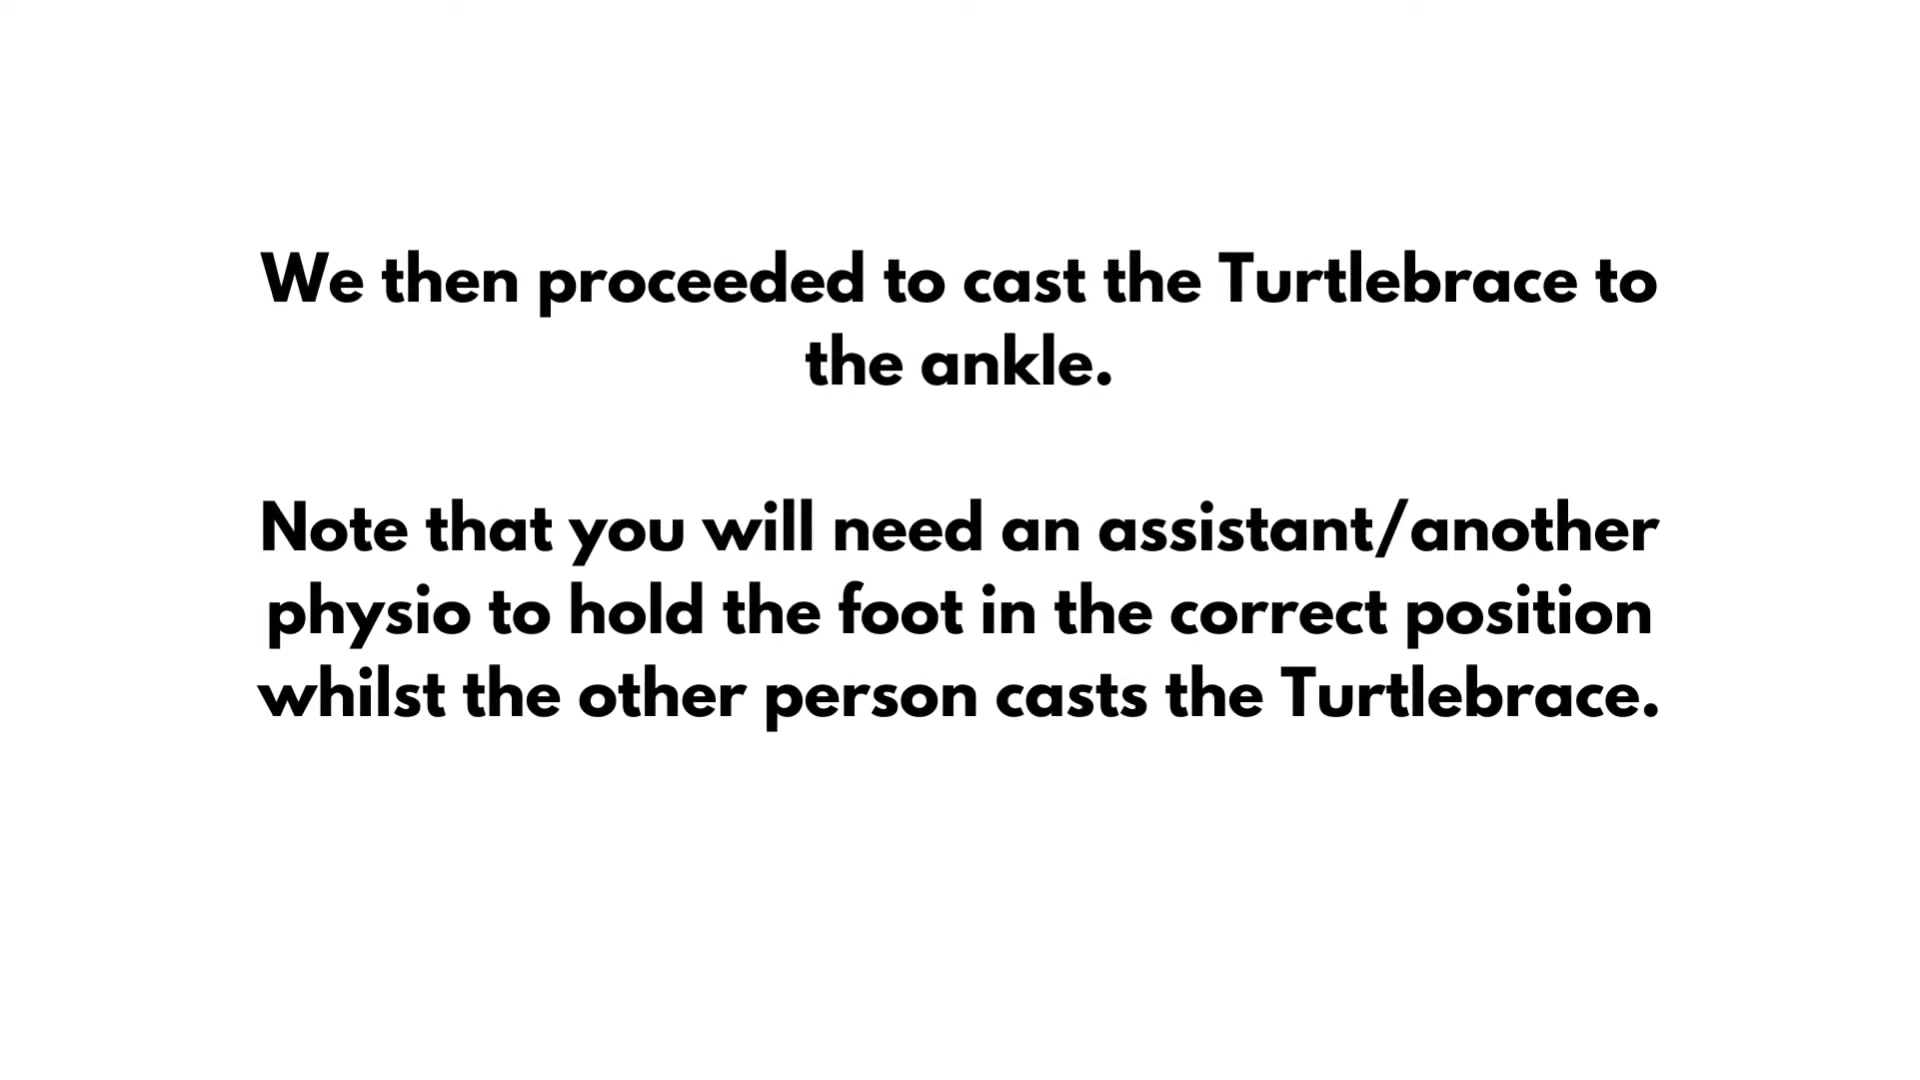 We then proceeded to cast the Turtlebrace to
the ankle.
Note that you will need an assistant/another
physio to hold the foot in the correct position
whilst the other person casts the Turtlebrace.